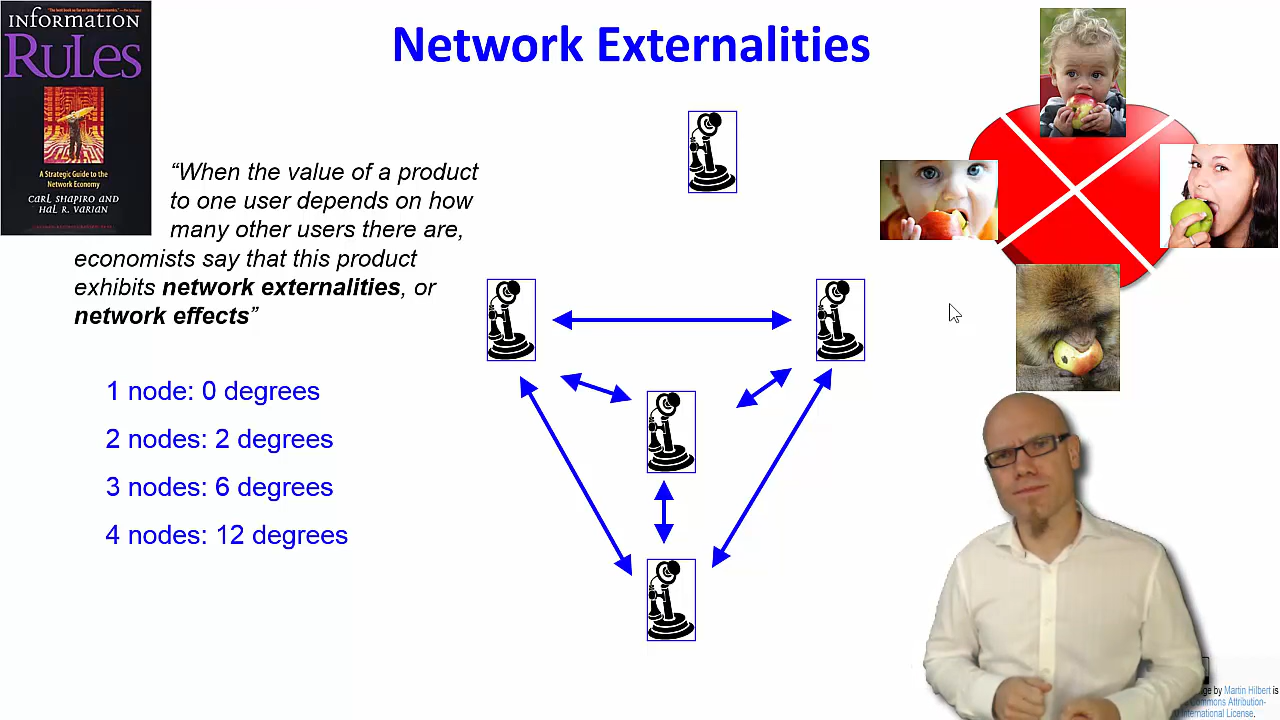 INFORMATION
RULES
A Strategic Guide to the
Network Economy
CARL SHAPIRO AND
HAL R. VARIAN
Network Externalities
“When the value of a product
to one user depends on how
many other users there are,
economists say that this product
exhibits network externalities, or
network effects”
1 node: 0 degrees
2 nodes: 2 degrees
3 nodes: 6 degrees
4 nodes: 12 degrees
by Martin Hilbert is
Commons Attribution-
International License.